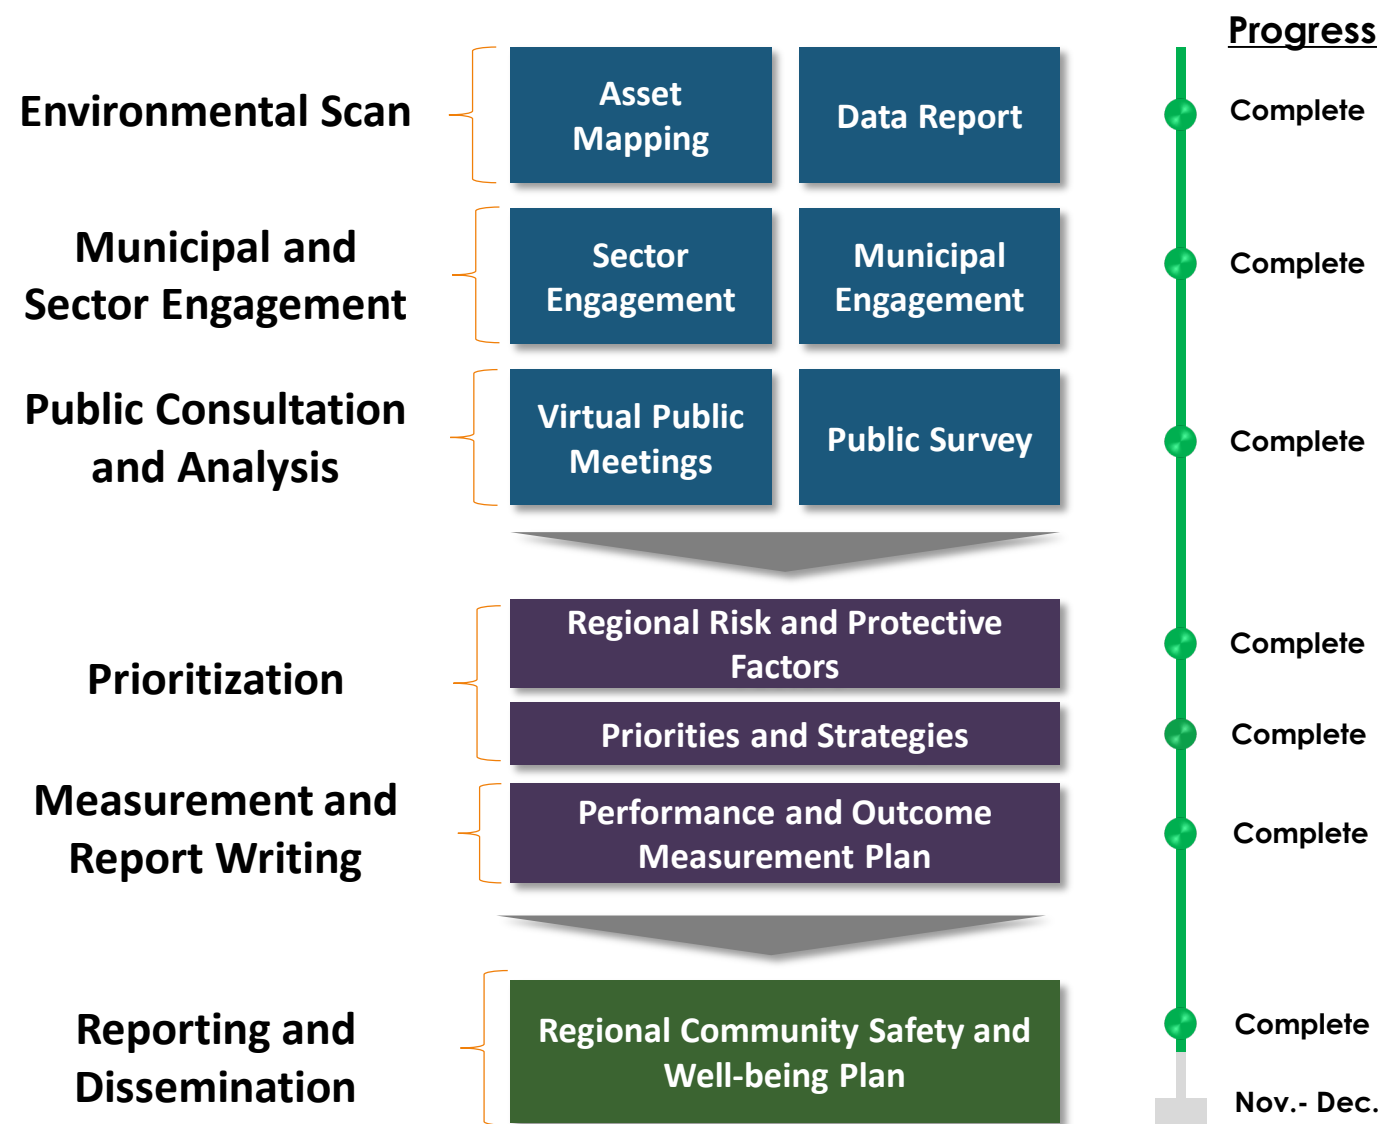 Progress
Environmental Scan
Asset
Mapping
Data Report
Complete
Municipal and
Sector Engagement
Sector
Engagement
Municipal
Engagement
Complete
Public Consultation
and Analysis
Virtual Public
Meetings
Public Survey
Complete
Prioritization
Regional Risk and Protective
Factors
Complete
Priorities and Strategies
Complete
Measurement and
Report Writing
Performance and Outcome
Measurement Plan
Complete
Reporting and
Dissemination
Regional Community Safety and
Well-being Plan
Complete
Nov.- Dec.